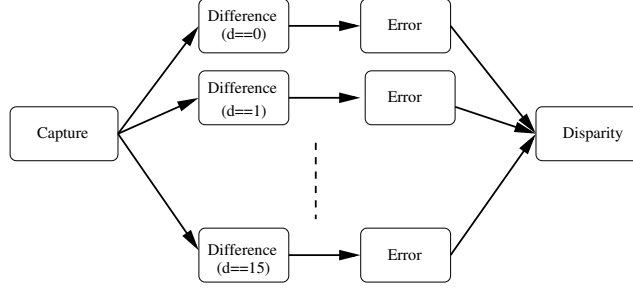 Difference
(d==0)
Error
Difference
(d==1)
Error
Capture
Disparity
Difference
(d==15)
Error